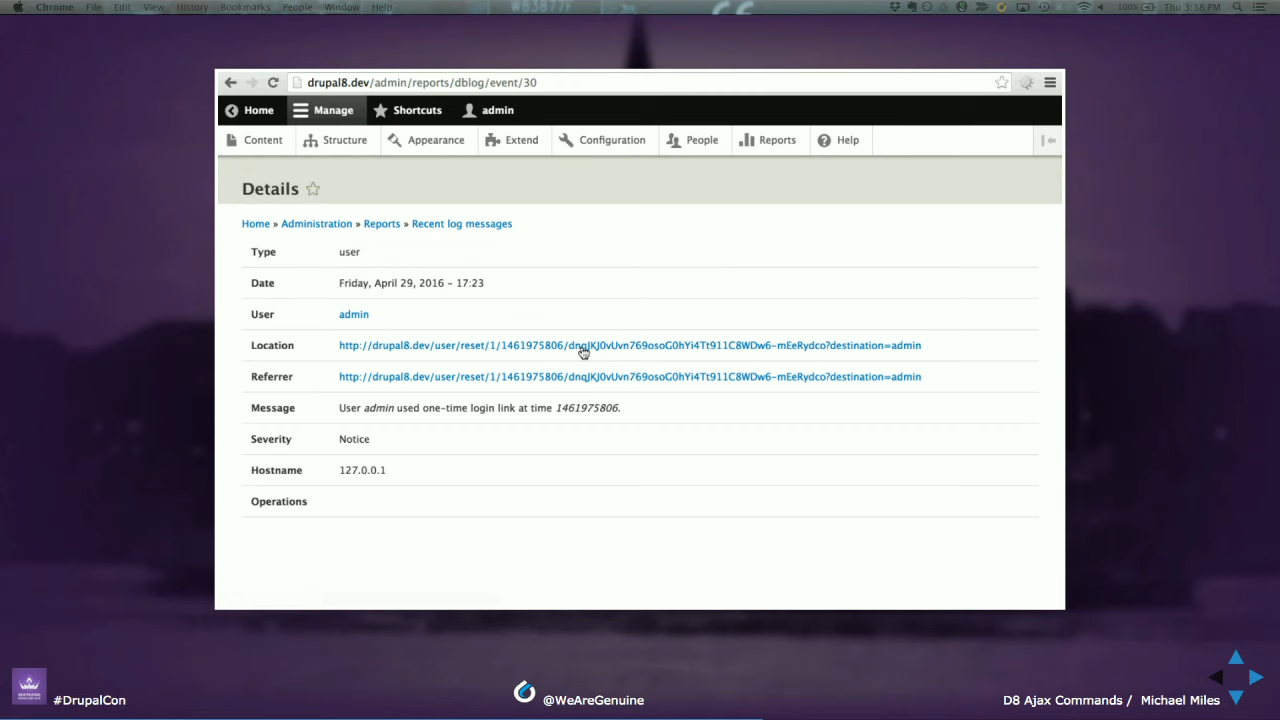 Chrome File Edit View History Bookmarks People Window Help 100% Thu 3:38 PM
drupal8.dev/admin/reports/dblog/event/30
Home Manage Shortcuts admin
Content Structure Appearance Extend Configuration People Reports Help
Details
Home » Administration » Reports » Recent log messages
Type user
Date Friday, April 29, 2016 - 17:23
User admin
Location http://drupal8.dev/user/reset/1/1461975806/dnqJKJ0vUvn769osoG0hYi4Tt911C8WDw6-mEeRydco?destination=admin
Referrer http://drupal8.dev/user/reset/1/1461975806/dnqJKJ0vUvn769osoG0hYi4Tt911C8WDw6-mEeRydco?destination=admin
Message User admin used one-time login link at time 1461975806.
Severity Notice
Hostname 127.0.0.1
Operations
#DrupalCon @WeAreGenuine D8 Ajax Commands / Michael Miles